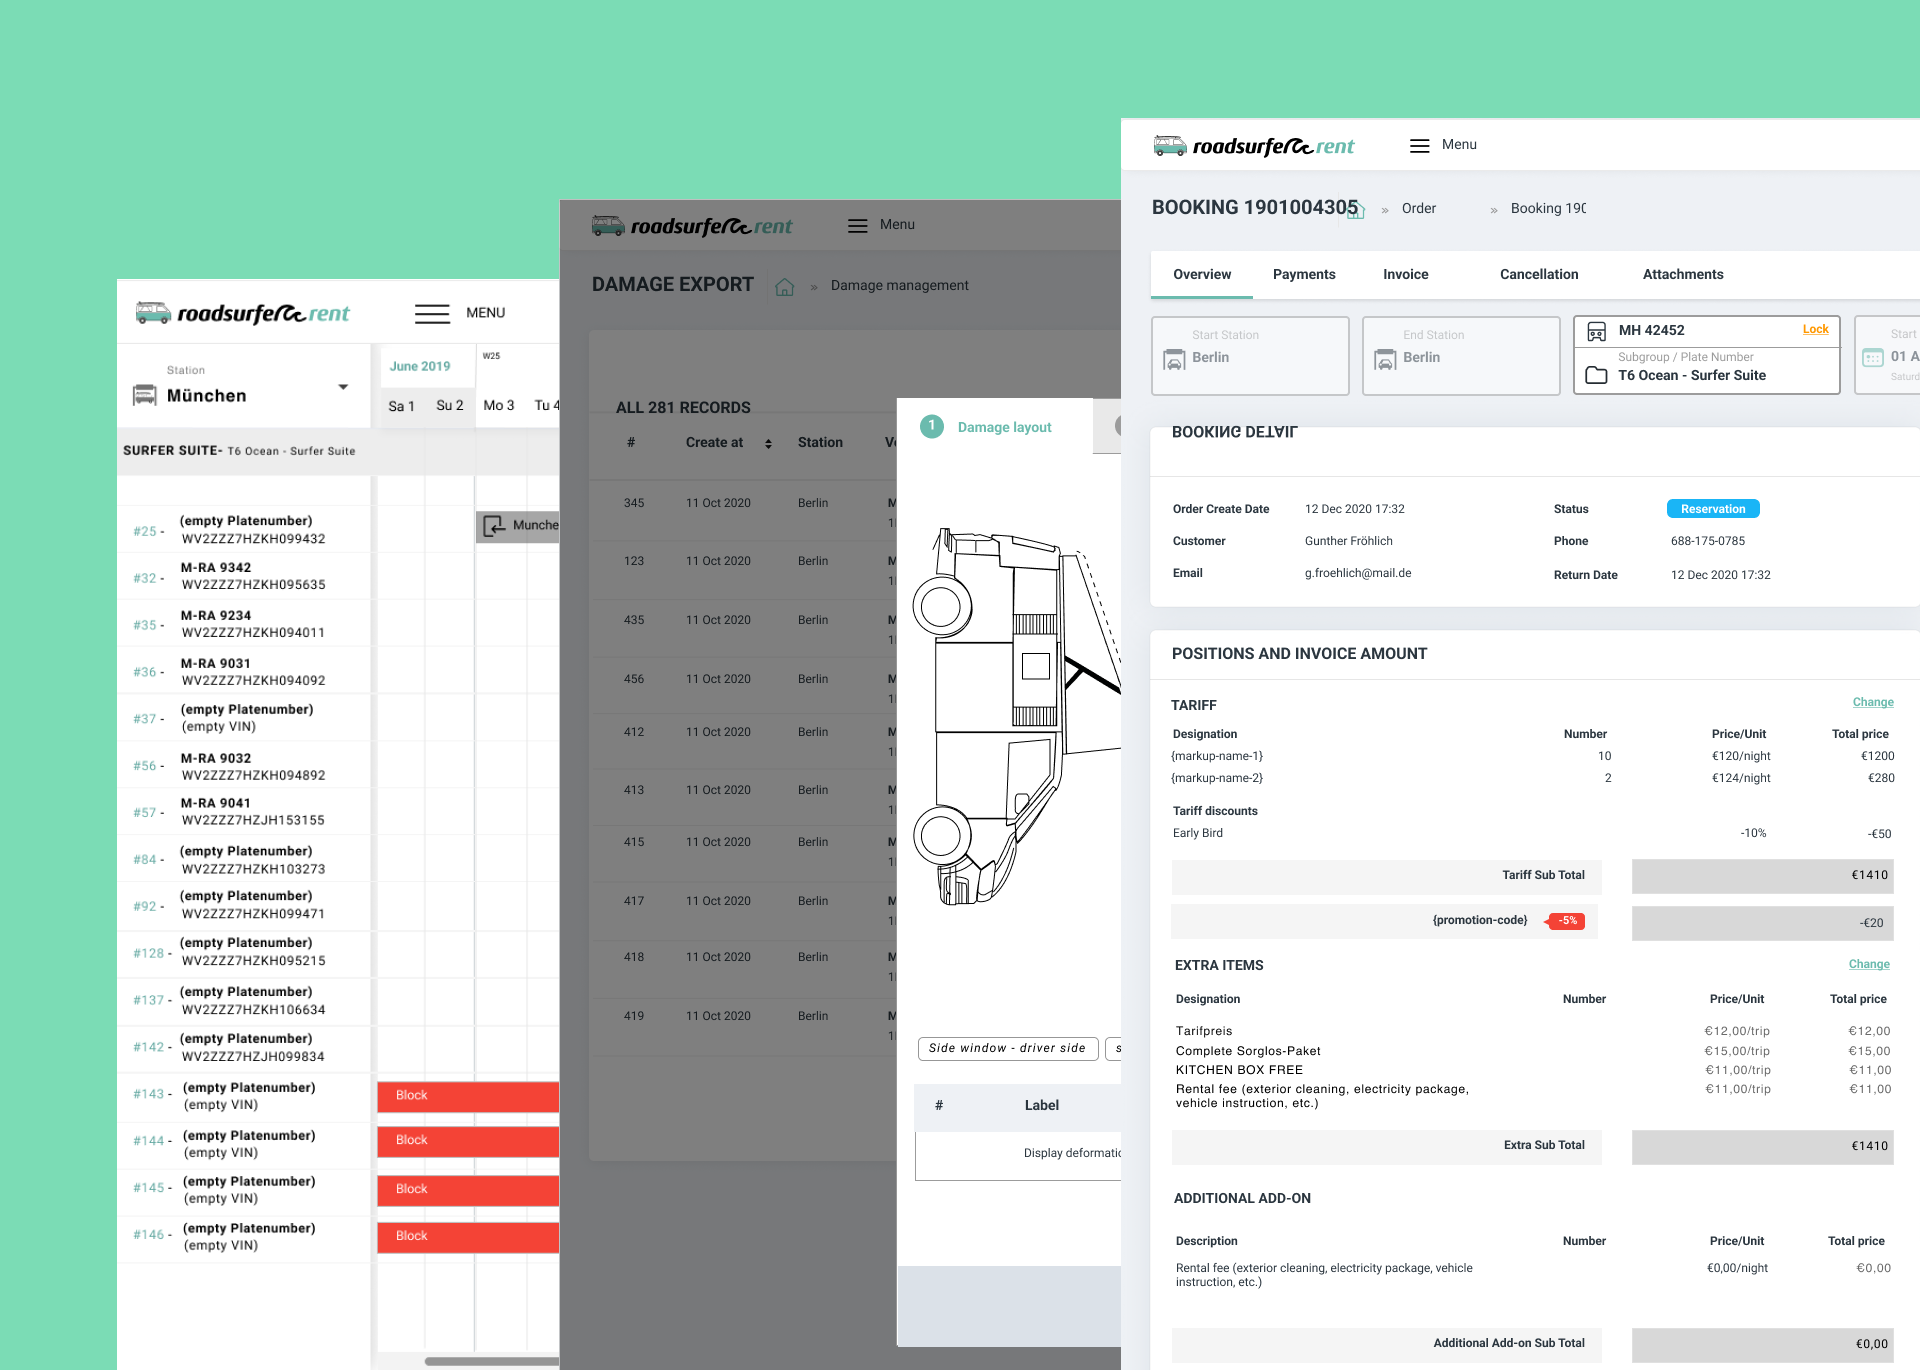 roadsurfer rent
MENU
Station
München
June 2019
W25
Sa 1
Su 2
Mo 3
Tu 4
SURFER SUITE- T6 Ocean - Surfer Suite
#25 -
(empty Platenumber)
WV2ZZZ7HZKH099432
Munche
#32 -
M-RA 9342
WV2ZZZ7HZKH095635
#35 -
M-RA 9234
WV2ZZZ7HZKH094011
#36 -
M-RA 9031
WV2ZZZ7HZKH094092
#37 -
(empty Platenumber)
(empty VIN)
#56 -
M-RA 9032
WV2ZZZ7HZKH094892
#57 -
M-RA 9041
WV2ZZZ7HZJH153155
#84 -
(empty Platenumber)
WV2ZZZ7HZKH103273
#92 -
(empty Platenumber)
WV2ZZZ7HZKH099471
#128 -
(empty Platenumber)
WV2ZZZ7HZKH095215
#137 -
(empty Platenumber)
WV2ZZZ7HZKH106634
#142 -
(empty Platenumber)
WV2ZZZ7HZJH099834
#143 -
(empty Platenumber)
(empty VIN)
Block
#144 -
(empty Platenumber)
(empty VIN)
Block
#145 -
(empty Platenumber)
(empty VIN)
Block
#146 -
(empty Platenumber)
(empty VIN)
Block
roadsurfer rent
Menu
DAMAGE EXPORT » Damage management
ALL 281 RECORDS
# Create at Station
345 11 Oct 2020 Berlin
123 11 Oct 2020 Berlin
435 11 Oct 2020 Berlin
456 11 Oct 2020 Berlin
412 11 Oct 2020 Berlin
413 11 Oct 2020 Berlin
415 11 Oct 2020 Berlin
417 11 Oct 2020 Berlin
418 11 Oct 2020 Berlin
419 11 Oct 2020 Berlin
1 Damage layout
Side window - driver side
# Label
Display deformatio
roadsurfer rent
Menu
BOOKING 1901004305 » Order » Booking 190
Overview Payments Invoice Cancellation Attachments
Start Station
Berlin
End Station
Berlin
MH 42452 Lock
Subgroup / Plate Number
T6 Ocean - Surfer Suite
Start
01 A
Saturd
BOOKING DETAIL
Order Create Date 12 Dec 2020 17:32 Status Reservation
Customer Gunther Fröhlich Phone 688-175-0785
Email g.froehlich@mail.de Return Date 12 Dec 2020 17:32
POSITIONS AND INVOICE AMOUNT
TARIFF Change
Designation Number Price/Unit Total price
{markup-name-1} 10 €120/night €1200
{markup-name-2} 2 €124/night €280
Tariff discounts
Early Bird -10% -€50
Tariff Sub Total €1410
{promotion-code} -5% -€20
EXTRA ITEMS Change
Designation Number Price/Unit Total price
Tarifpreis €12,00/trip €12,00
Complete Sorglos-Paket €15,00/trip €15,00
KITCHEN BOX FREE €11,00/trip €11,00
Rental fee (exterior cleaning, electricity package, €11,00/trip €11,00
vehicle instruction, etc.)
Extra Sub Total €1410
ADDITIONAL ADD-ON
Description Number Price/Unit Total price
Rental fee (exterior cleaning, electricity package, vehicle €0,00/night €0,00
instruction, etc.)
Additional Add-on Sub Total €0,00